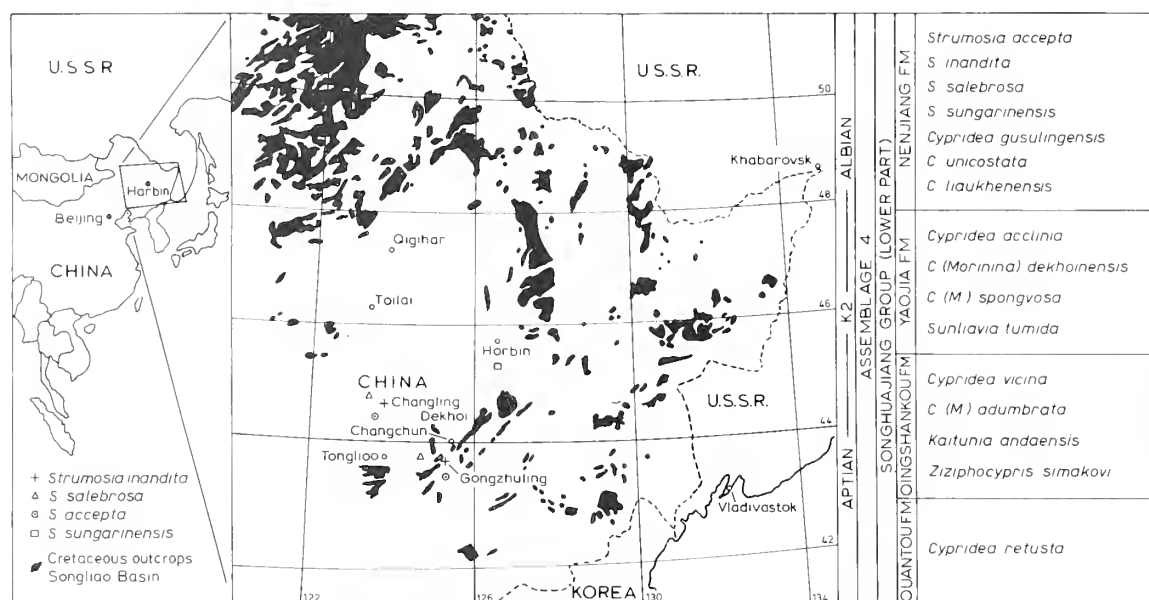 U.S.S.R
MONGOLIA
Harbin
Beijing
CHINA
+ Strumosia inandita
△ S salebrosa
⊙ S accepta
□ S sungarinensis
Cretaceous outcrops
Songliao Basin
U.S.S.R.
50
Khabarovsk
48
Qiqihar
Toilai
46
Horbin
CHINA
Changling
Dekhoi
U.S.S.R.
44
Changchun
Tongliao
Gongzhuling
Vladivastok
42
KOREA
122
126
130
134
APTIAN
K2
ALBIAN
ASSEMBLAGE 4
SONGHUAJIANG GROUP (LOWER PART)
NENJIANG FM
Strumosia accepta
S inandita
S salebrosa
S sungarinensis
Cypridea gusulingensis
C unicostata
C liaukhenensis
YAOJIA FM
Cypridea acclinia
C (Morinina) dekhoinensis
C (M) spongvosa
Sunliavia tumida
QINGSHANKOU FM
Cypridea vicina
C (M) adumbrata
Kaitunia andaensis
Ziziphocypris simakovi
QUANTOU FM
Cypridea retusta